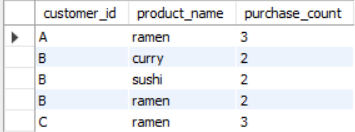 customer_id product_name purchase_count
A ramen 3
B curry 2
B sushi 2
B ramen 2
C ramen 3